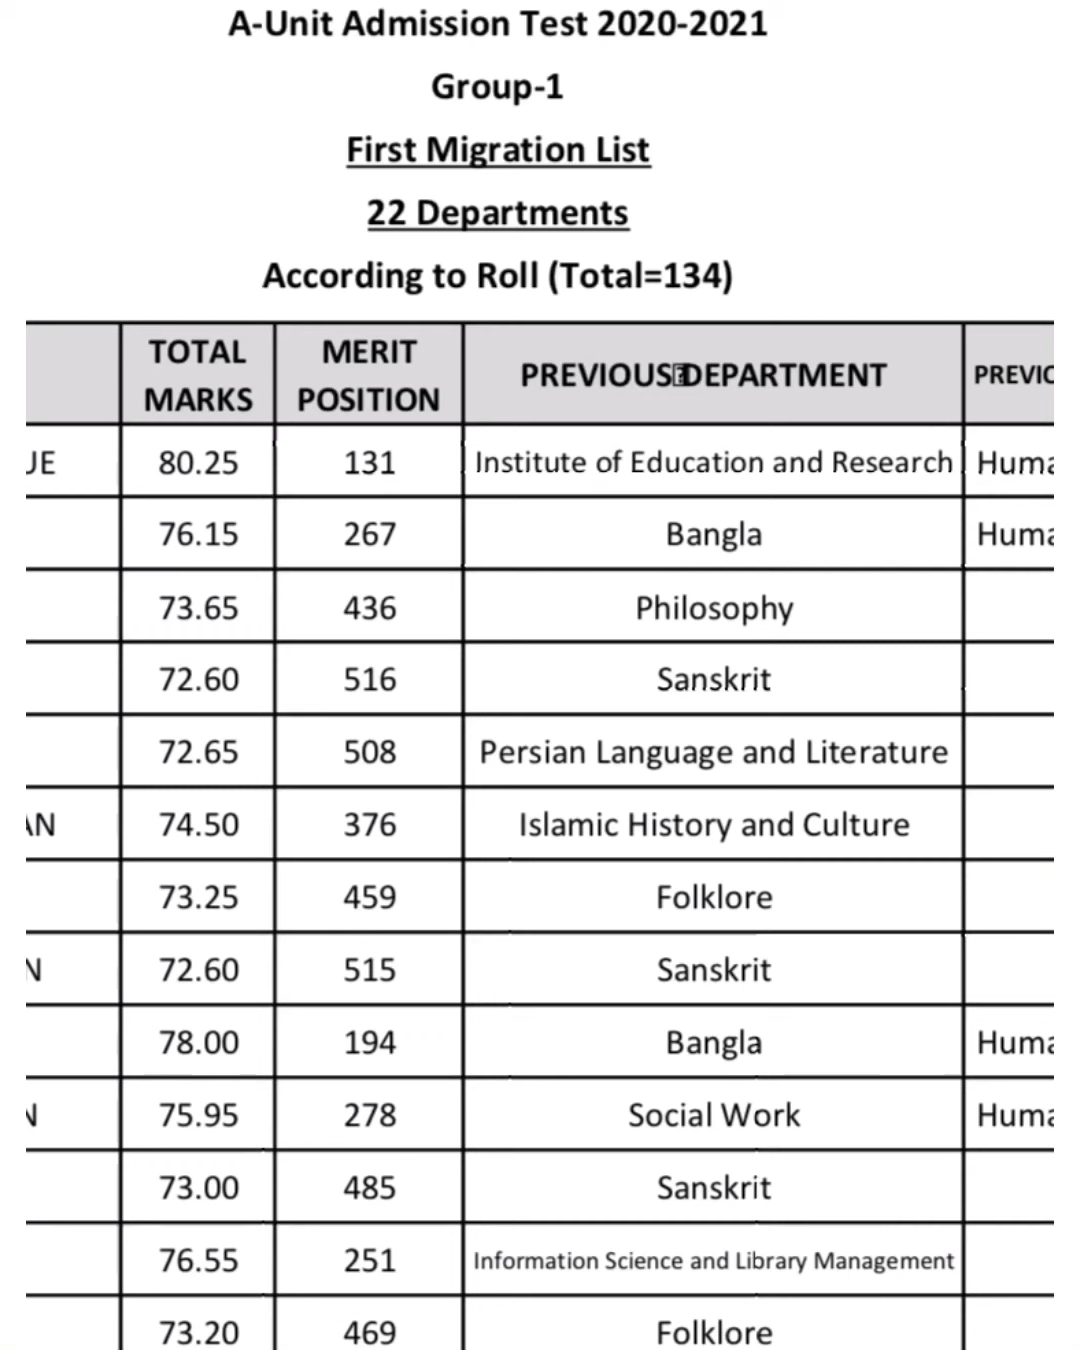 A-Unit Admission Test 2020-2021
Group-1
First Migration List
22 Departments
According to Roll (Total=134)
TOTAL MARKS MERIT POSITION PREVIOUS DEPARTMENT
80.25 131 Institute of Education and Research
76.15 267 Bangla
73.65 436 Philosophy
72.60 516 Sanskrit
72.65 508 Persian Language and Literature
74.50 376 Islamic History and Culture
73.25 459 Folklore
72.60 515 Sanskrit
78.00 194 Bangla
75.95 278 Social Work
73.00 485 Sanskrit
76.55 251 Information Science and Library Management
73.20 469 Folklore